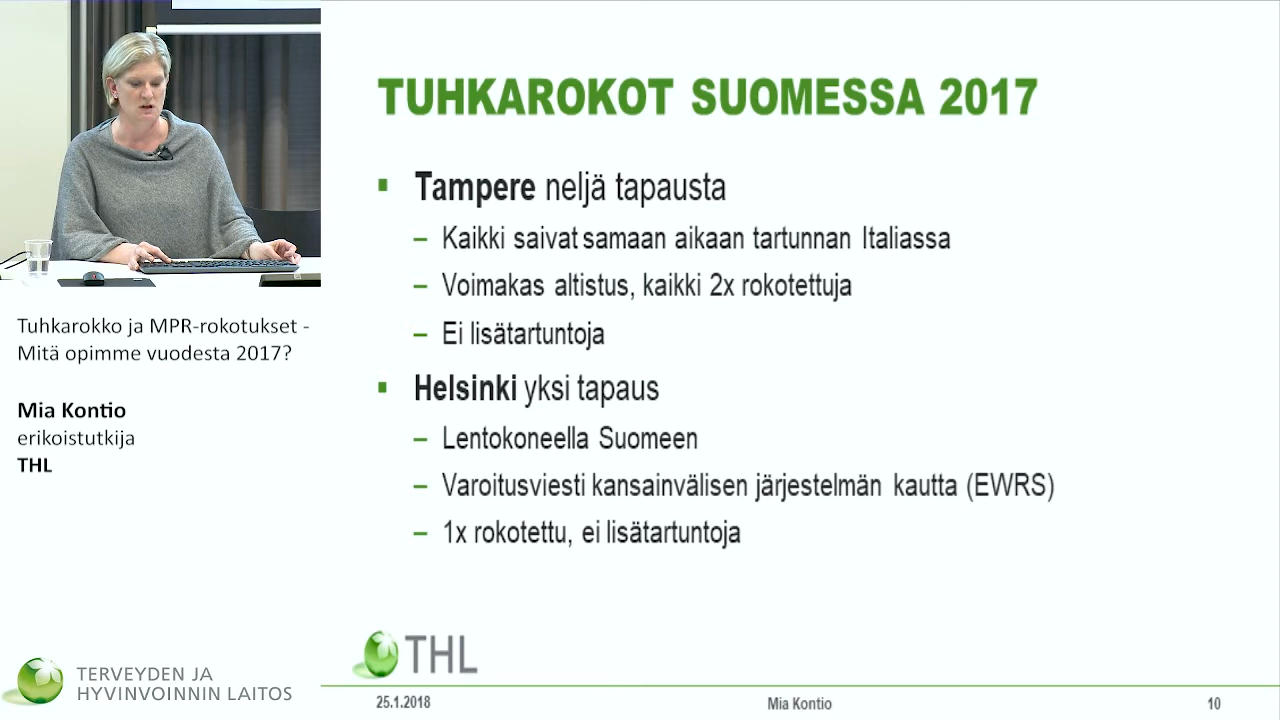 TUHKAROKOT SUOMESSA 2017
Tampere neljä tapausta
– Kaikki saivat samaan aikaan tartunnan Italiassa
– Voimakas altistus, kaikki 2x rokotettuja
– Ei lisätartuntoja
Helsinki yksi tapaus
– Lentokoneella Suomeen
– Varoitusviesti kansainvälisen järjestelmän kautta (EWRS)
– 1x rokotettu, ei lisätartuntoja
Tuhkarokko ja MPR-rokotukset -
Mitä opimme vuodesta 2017?
Mia Kontio
erikoistutkija
THL
TERVEYDEN JA
HYVINVOINNIN LAITOS
THL
25.1.2018
Mia Kontio
10